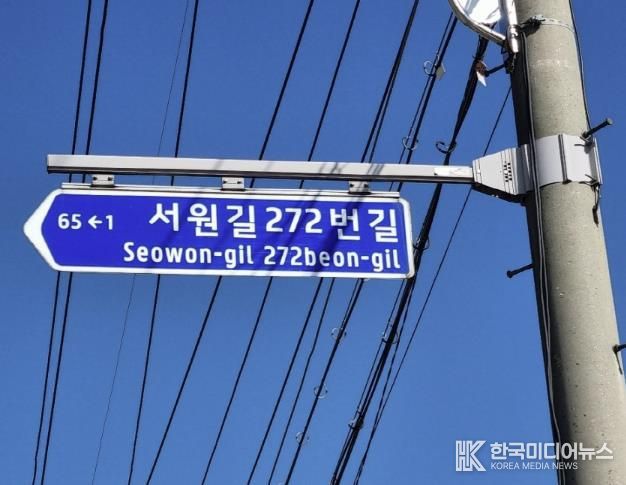 65 ←1 서원길 272번길
Seowon-gil 272beon-gil
HK 한국미디어뉴스
KOREA MEDIA NEWS